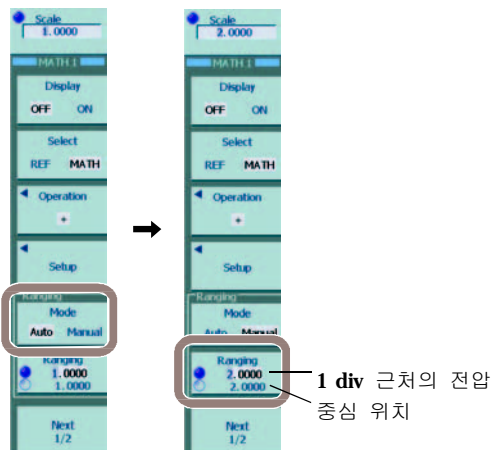 Scale
1.0000
MATH 1
Display
OFF ON
Select
REF MATH
Operation
+
Setup
Ranging
Mode
Auto Manual
Ranging
1.0000
1.0000
Next
1/2
→
Scale
2.0000
MATH 1
Display
OFF ON
Select
REF MATH
Operation
+
Setup
Ranging
Mode
Auto Manual
Ranging
2.0000
2.0000
Next
1/2
1 div 근처의 전압
중심 위치